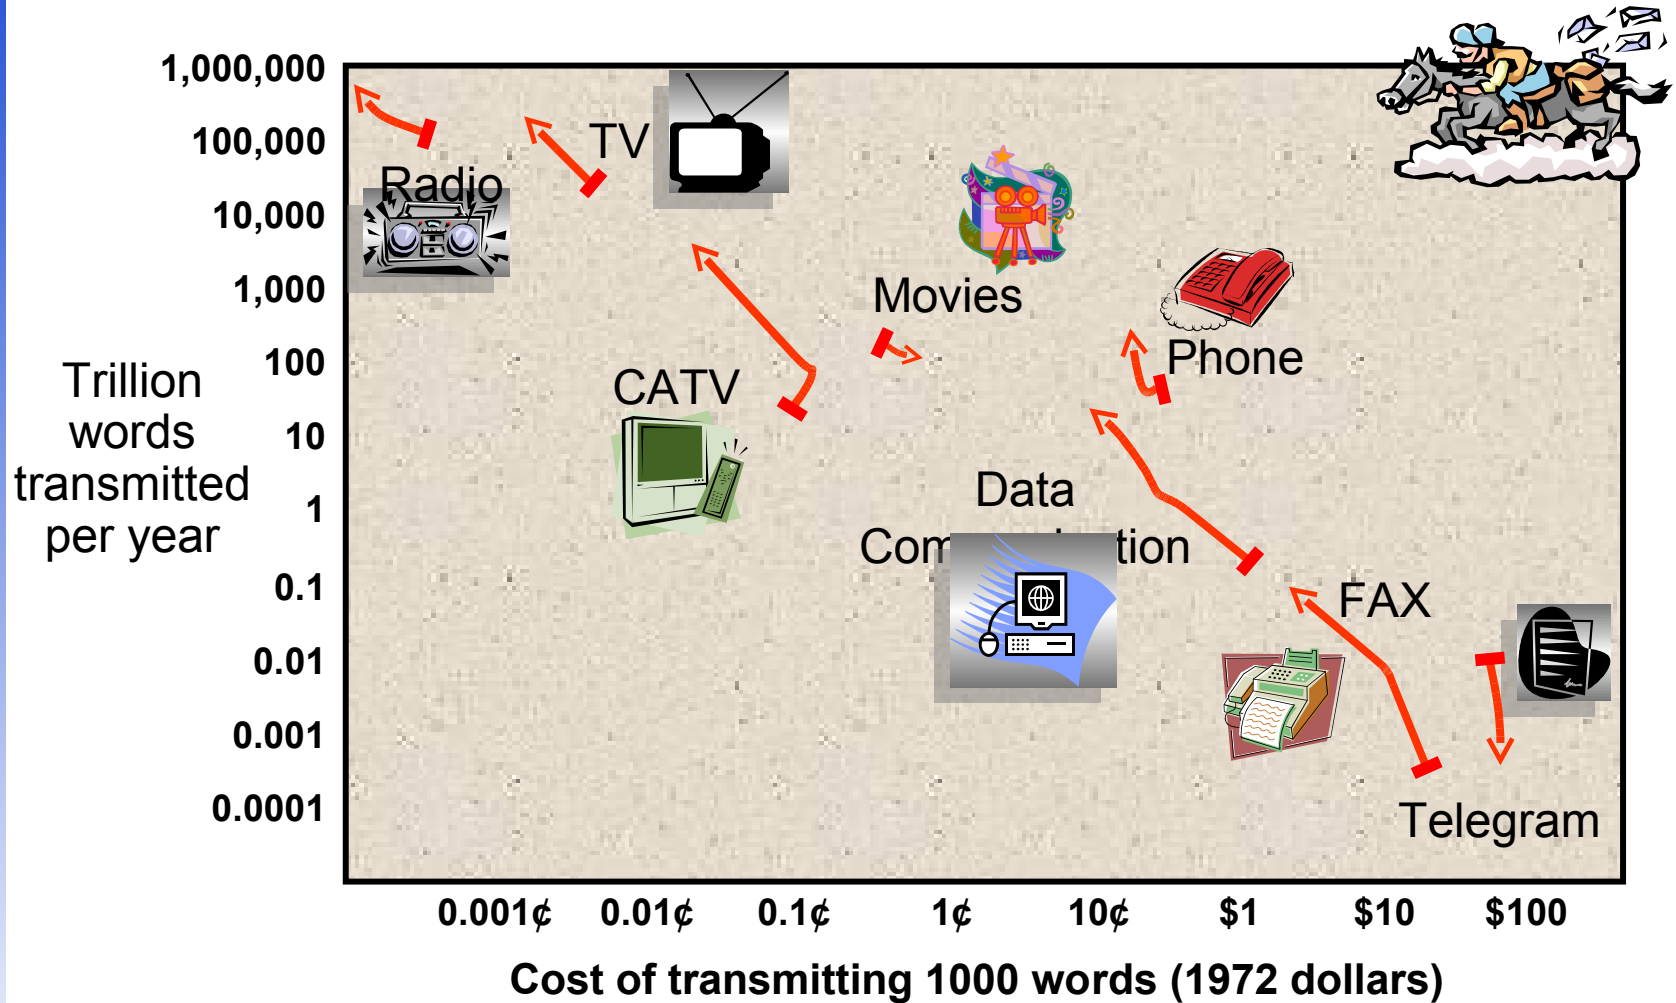 1,000,000
100,000
10,000
1,000
100
10
1
0.1
0.01
0.001
0.0001
Trillion
words
transmitted
per year
TV
Radio
Movies
Phone
CATV
Data
FAX
Telegram
0.001¢ 0.01¢ 0.1¢ 1¢ 10¢ $1 $10 $100
Cost of transmitting 1000 words (1972 dollars)